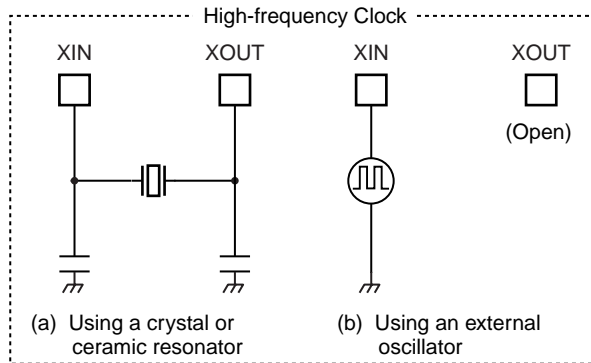 High-frequency Clock
XIN XOUT XIN XOUT
(Open)
(a) Using a crystal or
ceramic resonator
(b) Using an external
oscillator